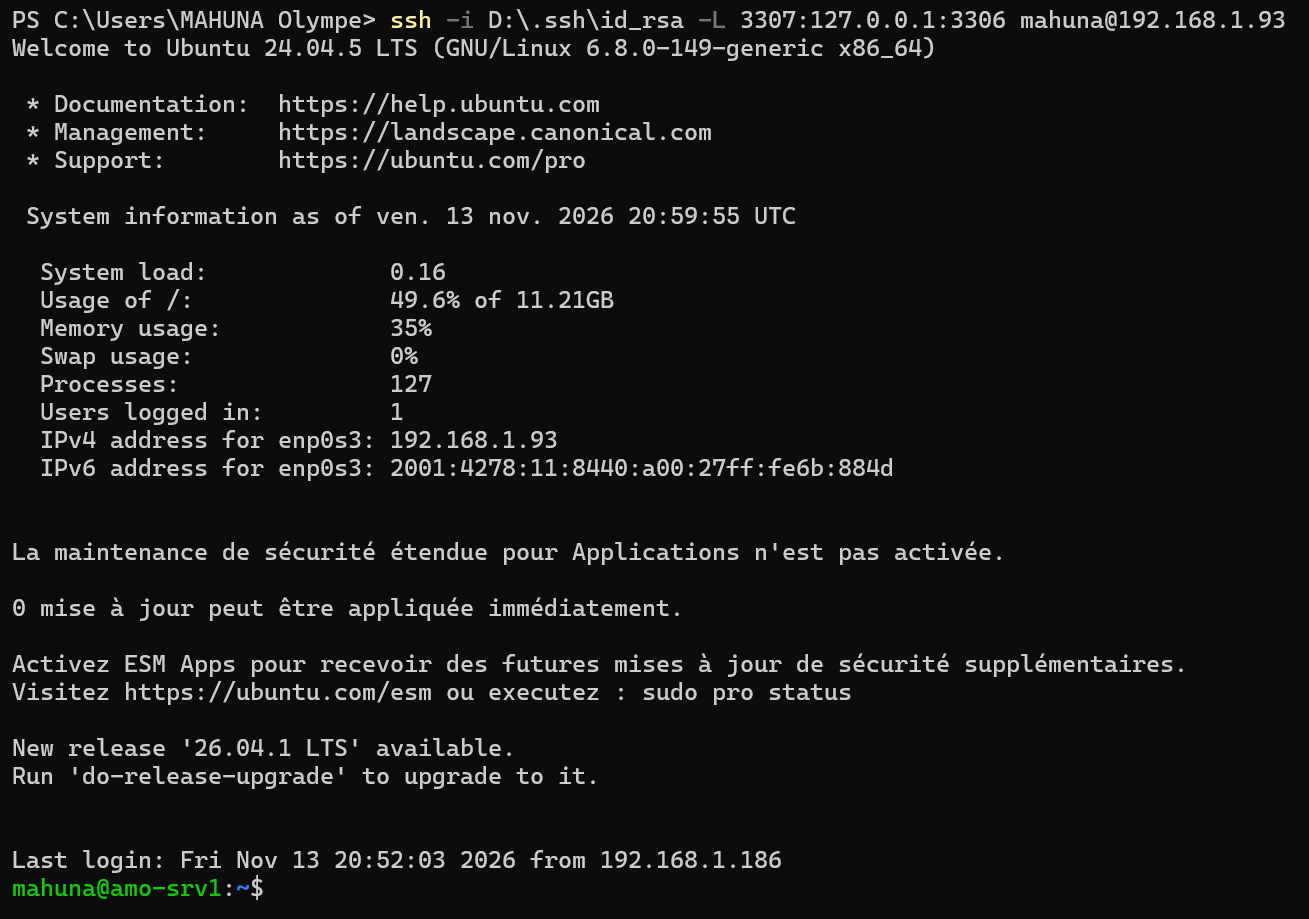 PS C:\Users\MAHUNA Olympe> ssh -i D:\.ssh\id_rsa -L 3307:127.0.0.1:3306 mahuna@192.168.1.93
Welcome to Ubuntu 24.04.5 LTS (GNU/Linux 6.8.0-149-generic x86_64)

 * Documentation:  https://help.ubuntu.com
 * Management:     https://landscape.canonical.com
 * Support:        https://ubuntu.com/pro

 System information as of ven. 13 nov. 2026 20:59:55 UTC

  System load:             0.16
  Usage of /:              49.6% of 11.21GB
  Memory usage:            35%
  Swap usage:              0%
  Processes:               127
  Users logged in:         1
  IPv4 address for enp0s3: 192.168.1.93
  IPv6 address for enp0s3: 2001:4278:11:8440:a00:27ff:fe6b:884d


La maintenance de sécurité étendue pour Applications n'est pas activée.

0 mise à jour peut être appliquée immédiatement.

Activez ESM Apps pour recevoir des futures mises à jour de sécurité supplémentaires.
Visitez https://ubuntu.com/esm ou executez : sudo pro status

New release '26.04.1 LTS' available.
Run 'do-release-upgrade' to upgrade to it.


Last login: Fri Nov 13 20:52:03 2026 from 192.168.1.186
mahuna@amo-srv1:~$